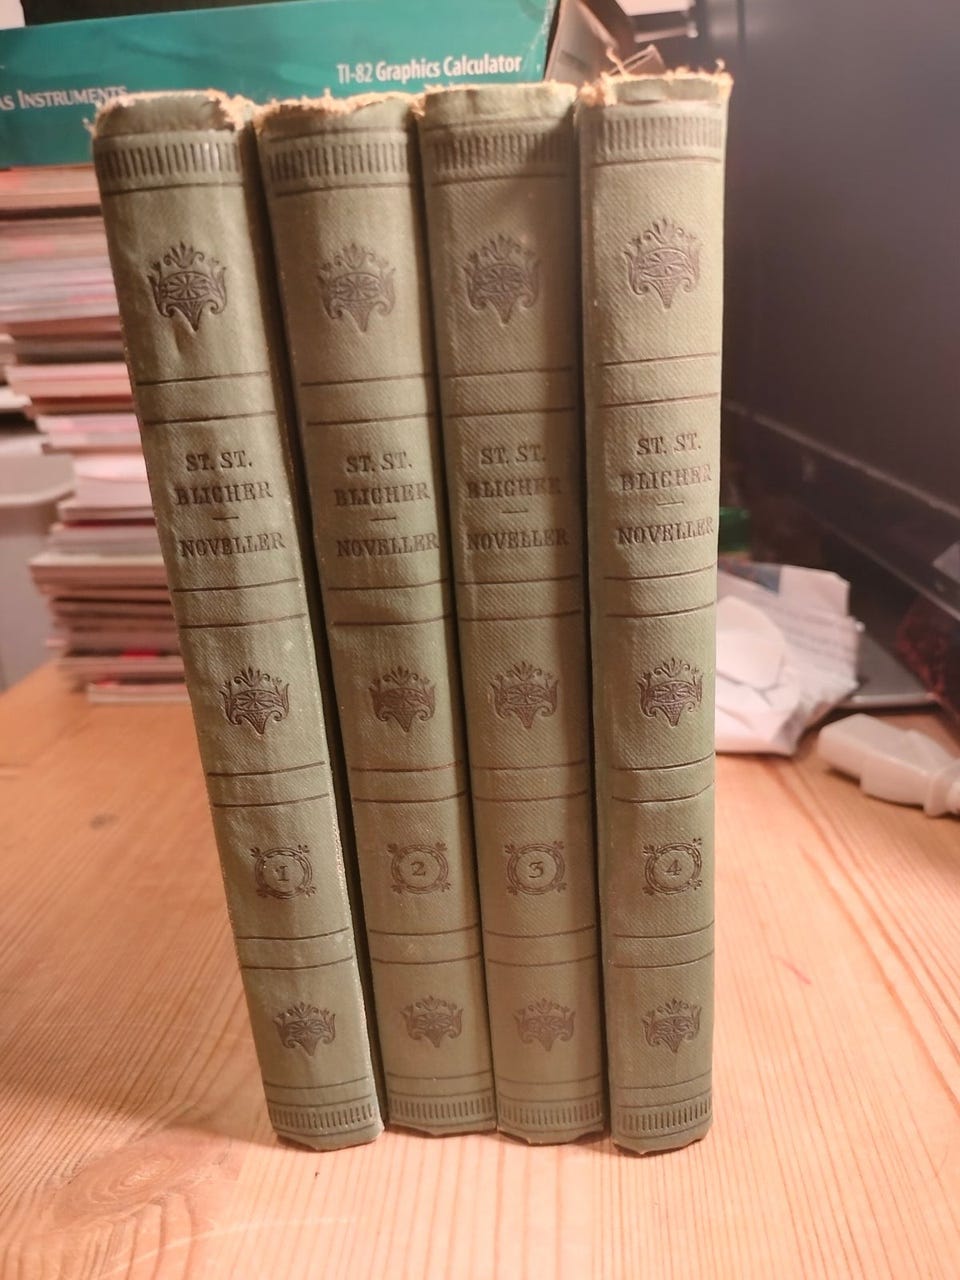 TI-82 Graphics Calculator
AS INSTRUMENTS
ST. ST.
BLICHER
NOVELLER
1
ST. ST.
BLICHER
NOVELLER
2
ST. ST.
BLICHER
NOVELLER
3
ST. ST.
BLICHER
NOVELLER
4